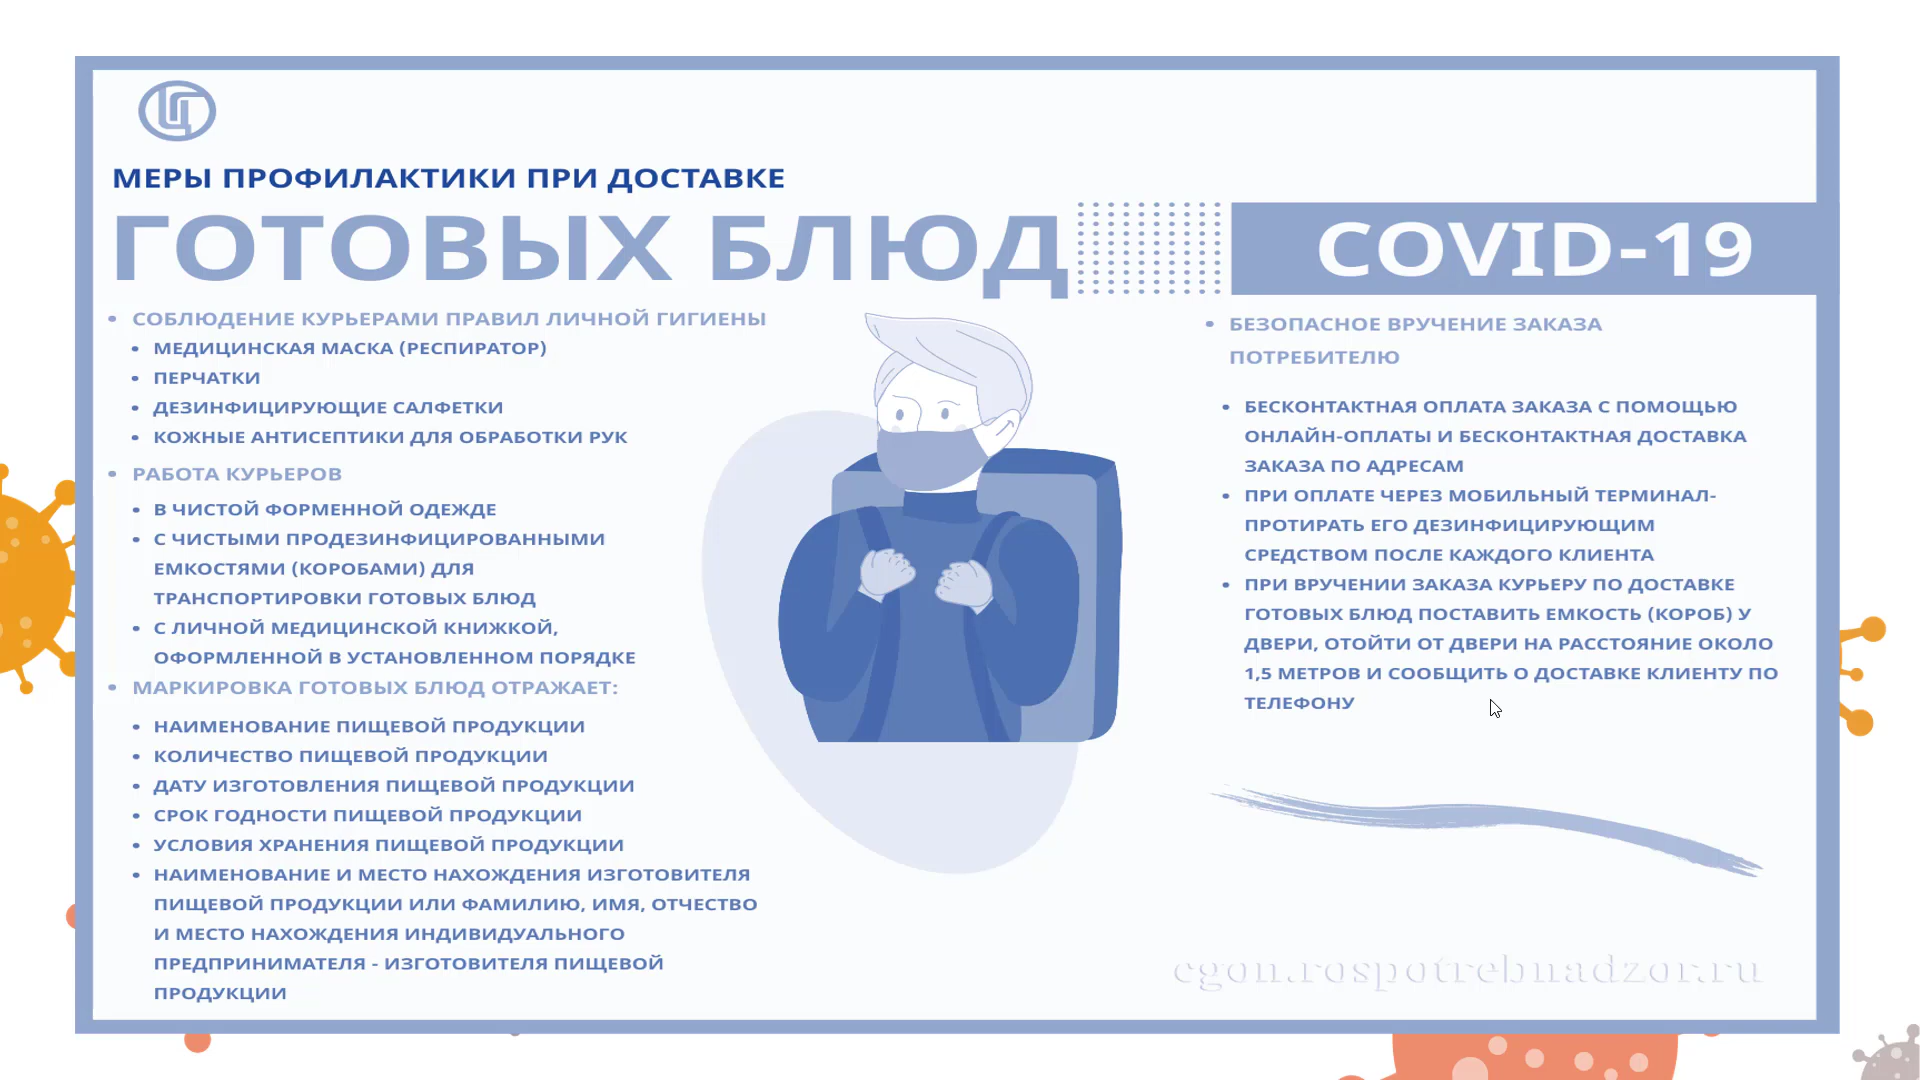 МЕРЫ ПРОФИЛАКТИКИ ПРИ ДОСТАВКЕ
ГОТОВЫХ БЛЮД
COVID-19
• СОБЛЮДЕНИЕ КУРЬЕРАМИ ПРАВИЛ ЛИЧНОЙ ГИГИЕНЫ
• МЕДИЦИНСКАЯ МАСКА (РЕСПИРАТОР)
• ПЕРЧАТКИ
• ДЕЗИНФИЦИРУЮЩИЕ САЛФЕТКИ
• КОЖНЫЕ АНТИСЕПТИКИ ДЛЯ ОБРАБОТКИ РУК
• РАБОТА КУРЬЕРОВ
• В ЧИСТОЙ ФОРМЕННОЙ ОДЕЖДЕ
• С ЧИСТЫМИ ПРОДЕЗИНФИЦИРОВАННЫМИ
ЕМКОСТЯМИ (КОРОБАМИ) ДЛЯ
ТРАНСПОРТИРОВКИ ГОТОВЫХ БЛЮД
• С ЛИЧНОЙ МЕДИЦИНСКОЙ КНИЖКОЙ,
ОФОРМЛЕННОЙ В УСТАНОВЛЕННОМ ПОРЯДКЕ
• МАРКИРОВКА ГОТОВЫХ БЛЮД ОТРАЖАЕТ:
• НАИМЕНОВАНИЕ ПИЩЕВОЙ ПРОДУКЦИИ
• КОЛИЧЕСТВО ПИЩЕВОЙ ПРОДУКЦИИ
• ДАТУ ИЗГОТОВЛЕНИЯ ПИЩЕВОЙ ПРОДУКЦИИ
• СРОК ГОДНОСТИ ПИЩЕВОЙ ПРОДУКЦИИ
• УСЛОВИЯ ХРАНЕНИЯ ПИЩЕВОЙ ПРОДУКЦИИ
• НАИМЕНОВАНИЕ И МЕСТО НАХОЖДЕНИЯ ИЗГОТОВИТЕЛЯ
ПИЩЕВОЙ ПРОДУКЦИИ ИЛИ ФАМИЛИЮ, ИМЯ, ОТЧЕСТВО
И МЕСТО НАХОЖДЕНИЯ ИНДИВИДУАЛЬНОГО
ПРЕДПРИНИМАТЕЛЯ - ИЗГОТОВИТЕЛЯ ПИЩЕВОЙ
ПРОДУКЦИИ
• БЕЗОПАСНОЕ ВРУЧЕНИЕ ЗАКАЗА
ПОТРЕБИТЕЛЮ
• БЕСКОНТАКТНАЯ ОПЛАТА ЗАКАЗА С ПОМОЩЬЮ
ОНЛАЙН-ОПЛАТЫ И БЕСКОНТАКТНАЯ ДОСТАВКА
ЗАКАЗА ПО АДРЕСАМ
• ПРИ ОПЛАТЕ ЧЕРЕЗ МОБИЛЬНЫЙ ТЕРМИНАЛ-
ПРОТИРАТЬ ЕГО ДЕЗИНФИЦИРУЮЩИМ
СРЕДСТВОМ ПОСЛЕ КАЖДОГО КЛИЕНТА
• ПРИ ВРУЧЕНИИ ЗАКАЗА КУРЬЕРУ ПО ДОСТАВКЕ
ГОТОВЫХ БЛЮД ПОСТАВИТЬ ЕМКОСТЬ (КОРОБ) У
ДВЕРИ, ОТОЙТИ ОТ ДВЕРИ НА РАССТОЯНИЕ ОКОЛО
1,5 МЕТРОВ И СООБЩИТЬ О ДОСТАВКЕ КЛИЕНТУ ПО
ТЕЛЕФОНУ
cgon.rospotrebnadzor.ru